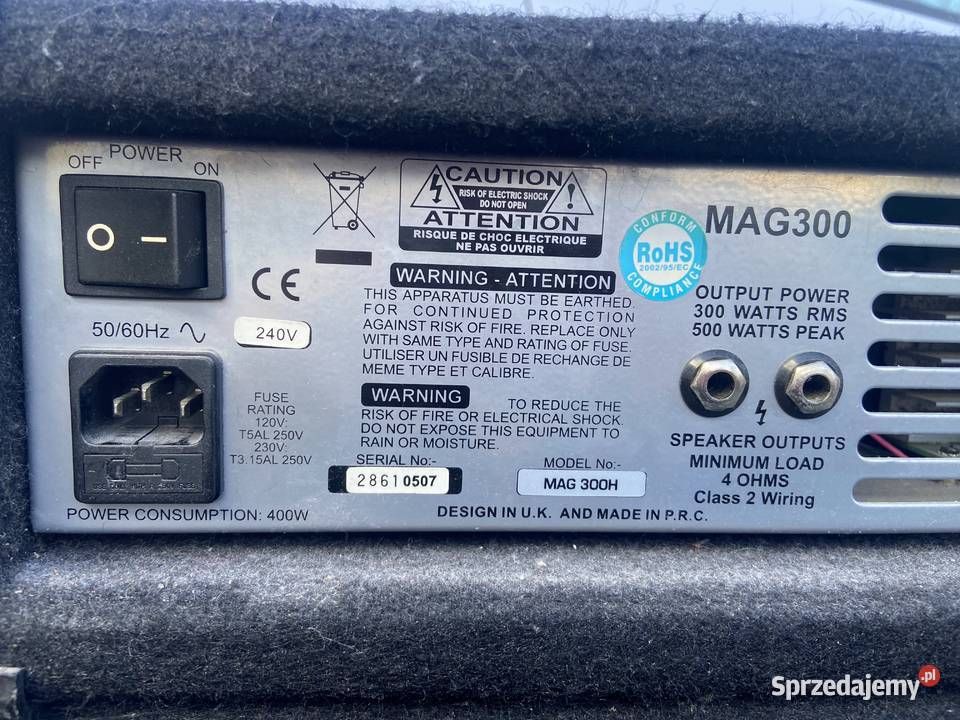 POWER
OFF ON
CAUTION
RISK OF ELECTRIC SHOCK
DO NOT OPEN
ATTENTION
RISQUE DE CHOC ELECTRIQUE
NE PAS OUVRIR
CONFORM
RoHS
2002/95/EC
COMPLIANCE
MAG300
OUTPUT POWER
300 WATTS RMS
500 WATTS PEAK
CE
WARNING - ATTENTION
THIS APPARATUS MUST BE EARTHED
FOR CONTINUED PROTECTION
AGAINST RISK OF FIRE. REPLACE ONLY
WITH SAME TYPE AND RATING OF FUSE.
UTILISER UN FUSIBLE DE RECHANGE DE
MEME TYPE ET CALIBRE.
50/60Hz
240V
FUSE
RATING
120V:
T5AL 250V
230V:
T3.15AL 250V
WARNING TO REDUCE THE
RISK OF FIRE OR ELECTRICAL SHOCK.
DO NOT EXPOSE THIS EQUIPMENT TO
RAIN OR MOISTURE.
SERIAL No:-
28610507
MODEL No:-
MAG 300H
SPEAKER OUTPUTS
MINIMUM LOAD
4 OHMS
Class 2 Wiring
POWER CONSUMPTION: 400W
DESIGN IN U.K. AND MADE IN P.R.C.
Sprzedajemy.pl